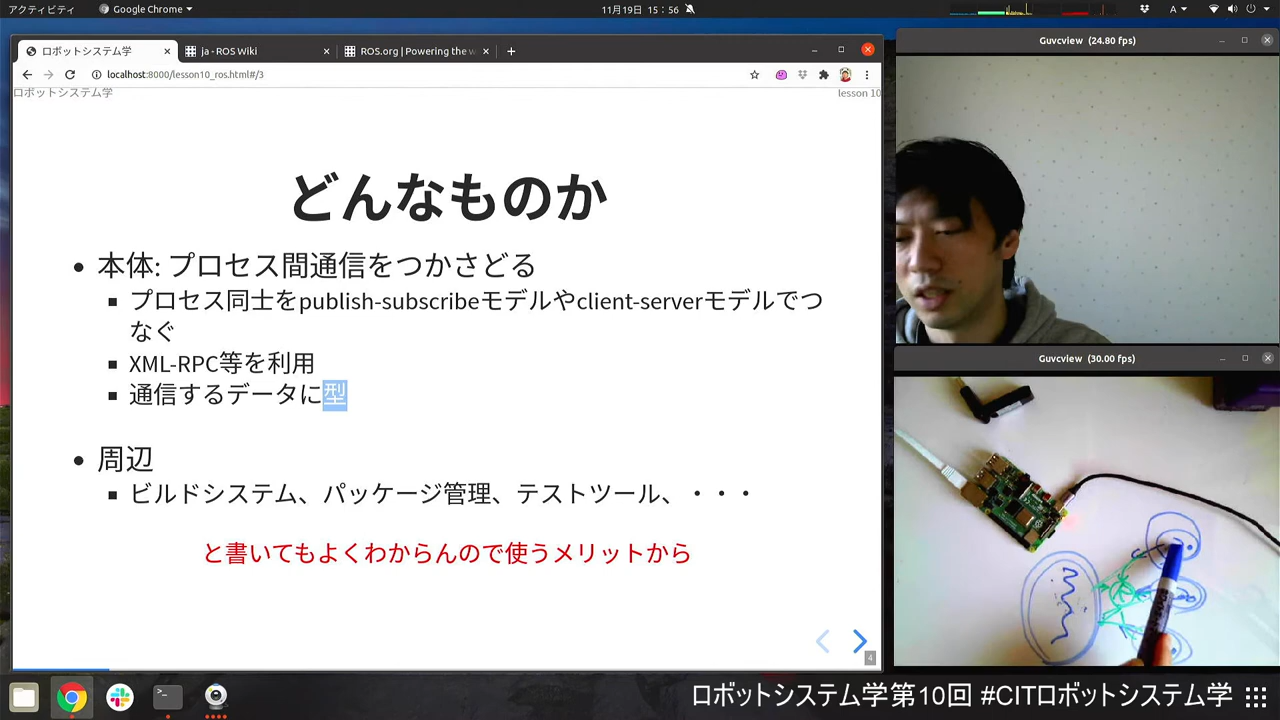 アクティビティ
Google Chrome
11月19日 15:56
A
ロボットシステム学
ja - ROS Wiki
ROS.org | Powering the w
localhost:8000/lesson10_ros.html#/3
ロボットシステム学
lesson 10
どんなものか
本体: プロセス間通信をつかさどる
プロセス同士をpublish-subscribeモデルやclient-serverモデルでつ
なぐ
XML-RPC等を利用
通信するデータに型
周辺
ビルドシステム、パッケージ管理、テストツール、・・・
と書いてもよくわからんので使うメリットから
4
Guvcview (24.80 fps)
Guvcview (30.00 fps)
ロボットシステム学第10回 #CITロボットシステム学